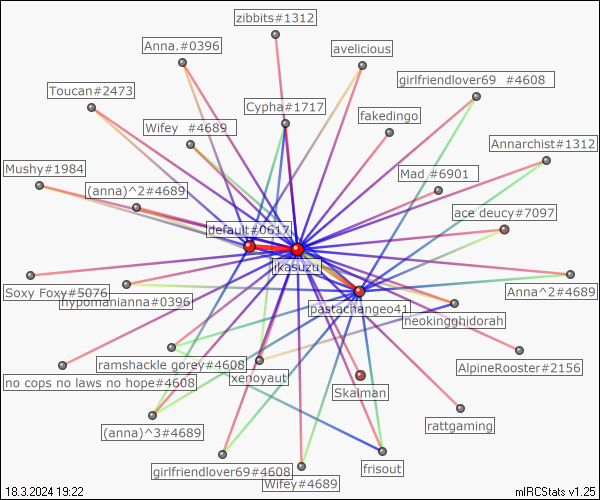 zibbits#1312
Anna.#0396
avelicious
girlfriendlover69 #4608
Toucan#2473
Cypha#1717
fakedingo
Wifey #4689
Annarchist#1312
Mushy#1984
Mad #6901
(anna)^2#4689
ace deucy#7097
default#0617
ikasuzu
Soxy Foxy#5076
hypomanianna#0396
pastachangeo41
Anna^2#4689
neokingghidorah
ramshackle gorey#4608
AlpineRooster#2156
no cops no laws no hope#4608
xenoyaut
Skalman
(anna)^3#4689
rattgaming
girlfriendlover69#4608
frisout
Wifey#4689
18.3.2024 19:22
mIRCStats v1.25